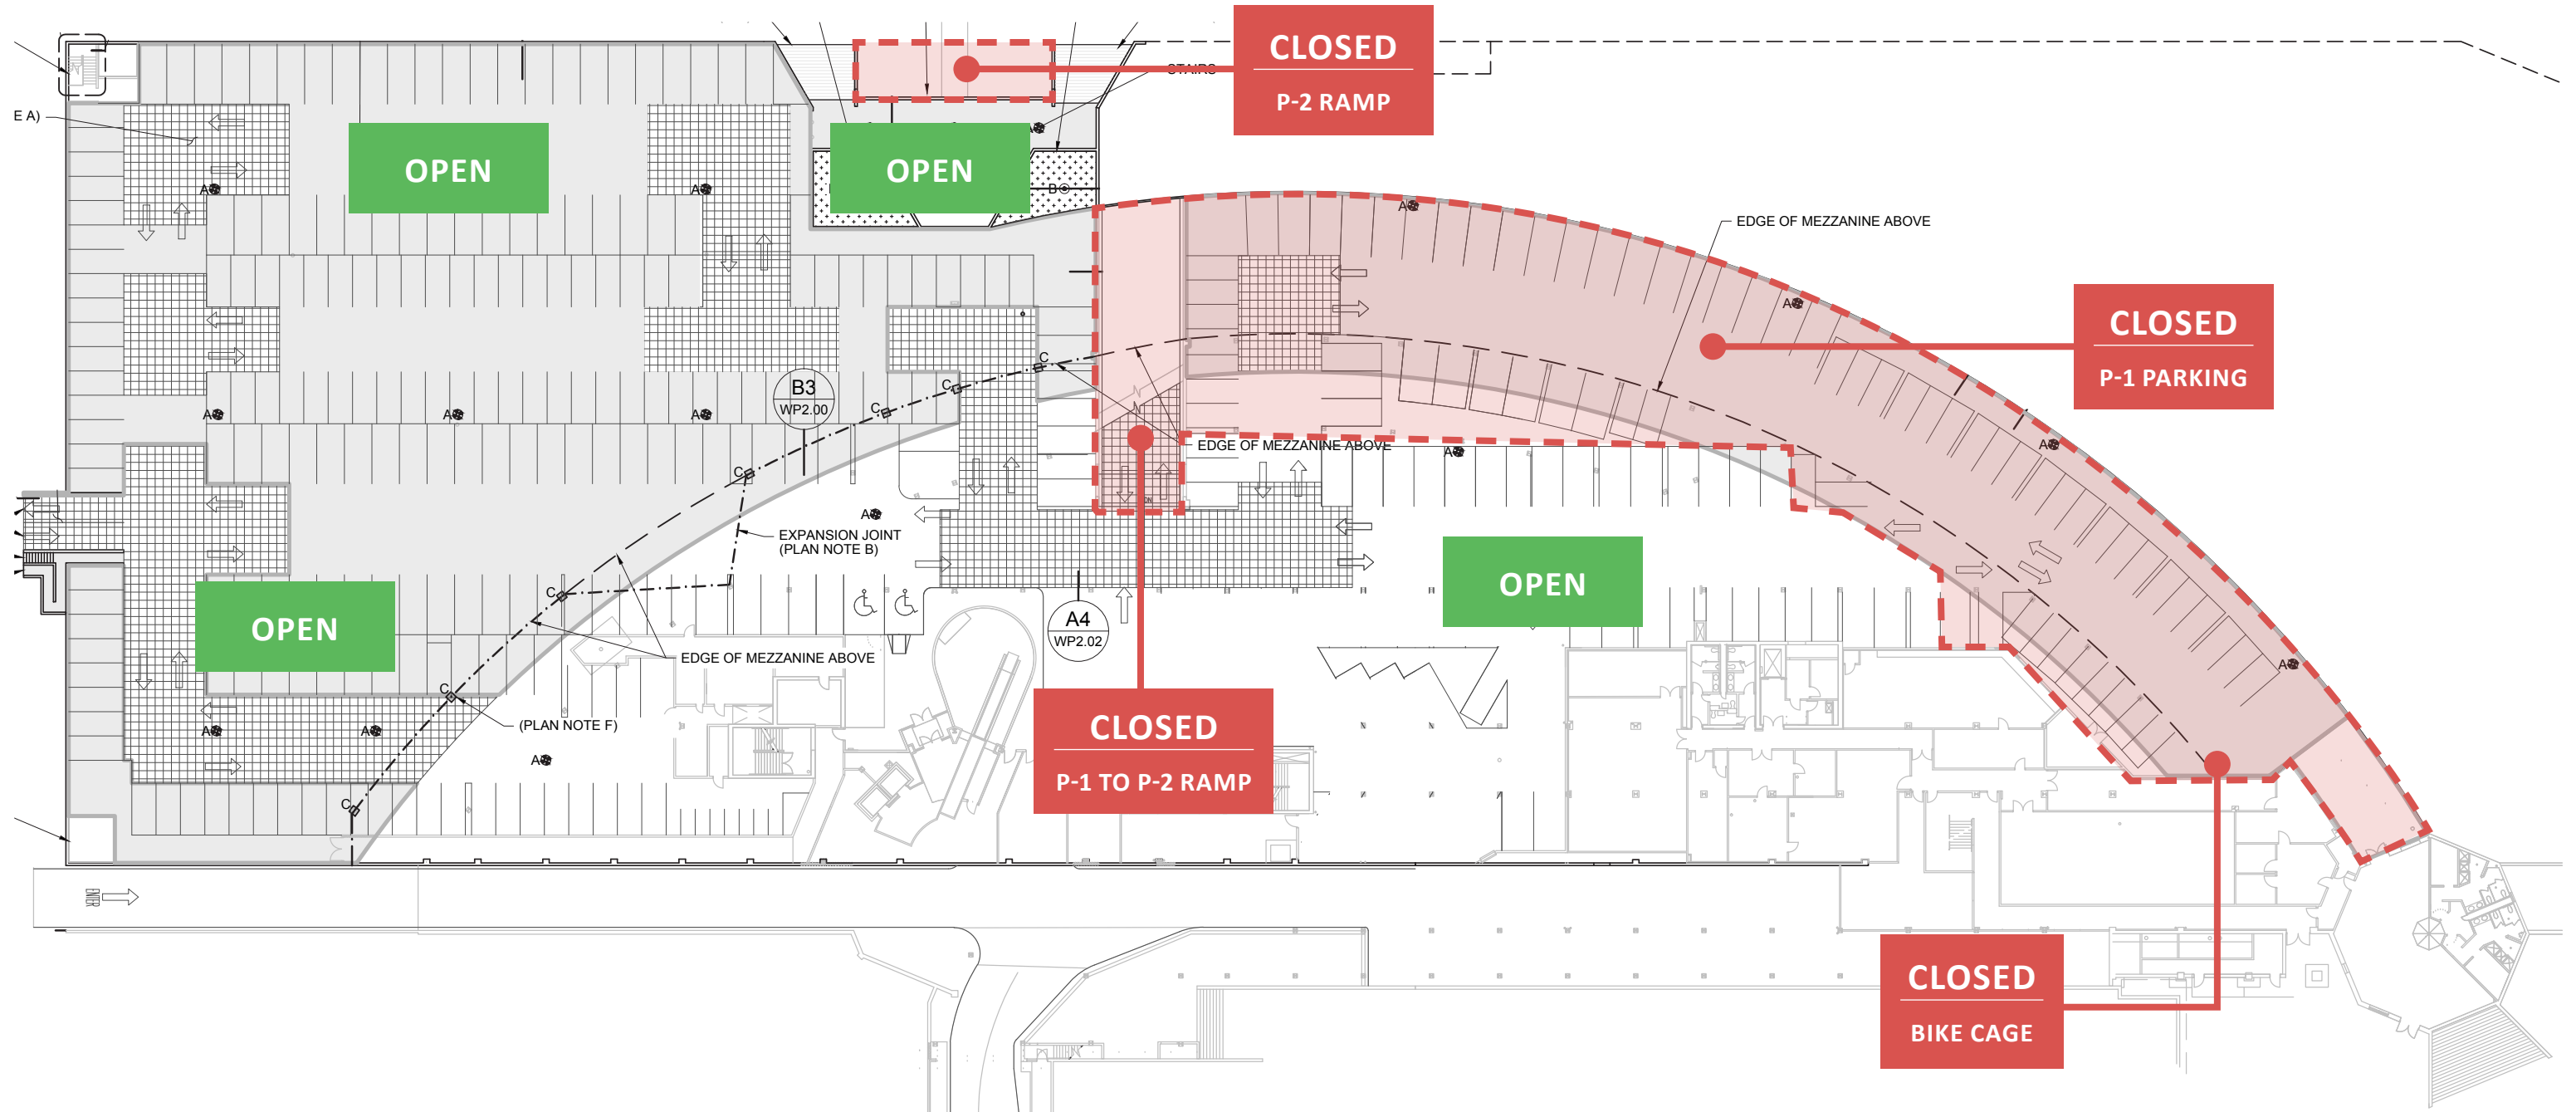 CLOSED
P-2 RAMP
STAIRS
E A)
OPEN
OPEN
A
A
A
B
A
EDGE OF MEZZANINE ABOVE
A
CLOSED
P-1 PARKING
C
C
C
B3
WP2.00
A
A
A
EDGE OF MEZZANINE ABOVE
A
A
C
A
EXPANSION JOINT
(PLAN NOTE B)
OPEN
OPEN
C
A4
WP2.02
EDGE OF MEZZANINE ABOVE
A
C
(PLAN NOTE F)
A
A
A
CLOSED
P-1 TO P-2 RAMP
C
ENTER
CLOSED
BIKE CAGE